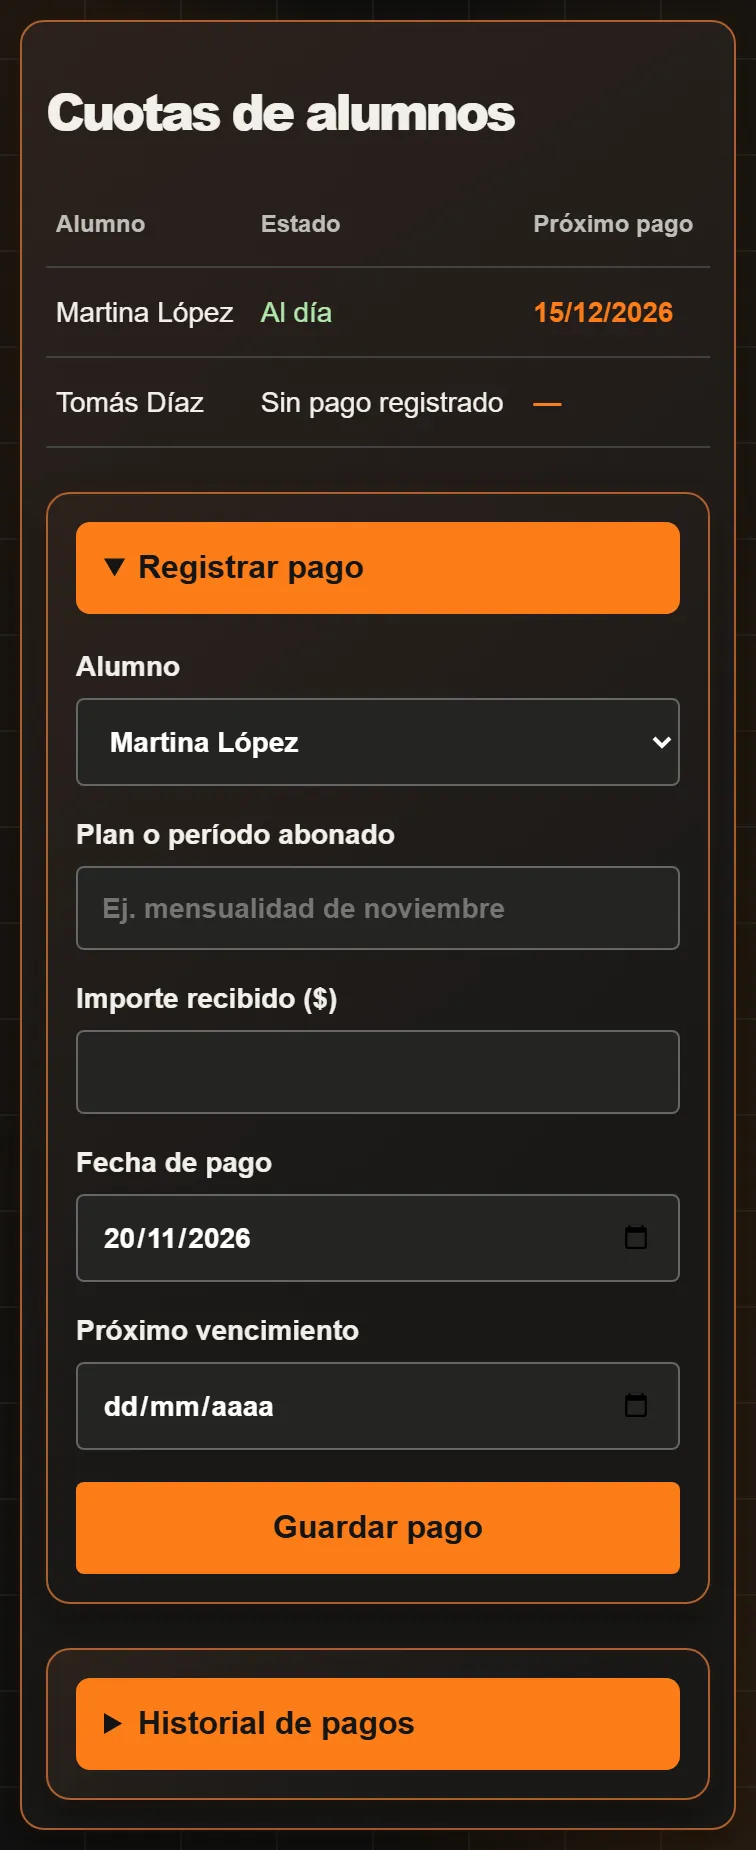 Cuotas de alumnos
Alumno Estado Próximo pago
Martina López Al día 15/12/2026
Tomás Díaz Sin pago registrado —
▼ Registrar pago
Alumno
Martina López
Plan o período abonado
Ej. mensualidad de noviembre
Importe recibido ($)
Fecha de pago
20/11/2026
Próximo vencimiento
dd/mm/aaaa
Guardar pago
▶ Historial de pagos